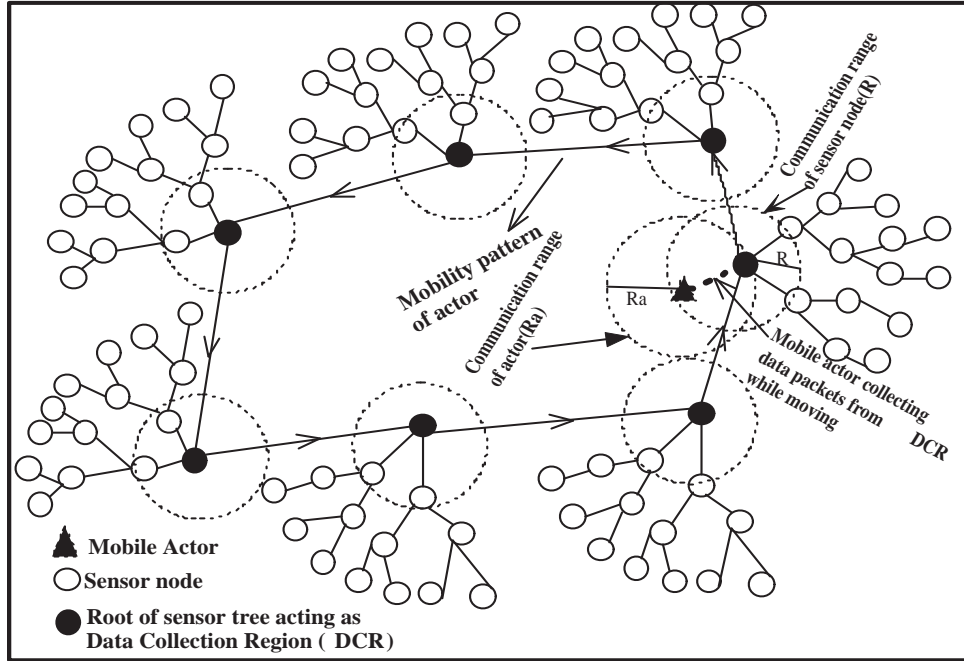 Communication range
of sensor node(R)
Mobility pattern
of actor
Communication range
of actor(Ra)
R
Ra
Mobile actor collecting
data packets from DCR
while moving
Mobile Actor
Sensor node
Root of sensor tree acting as
Data Collection Region ( DCR)